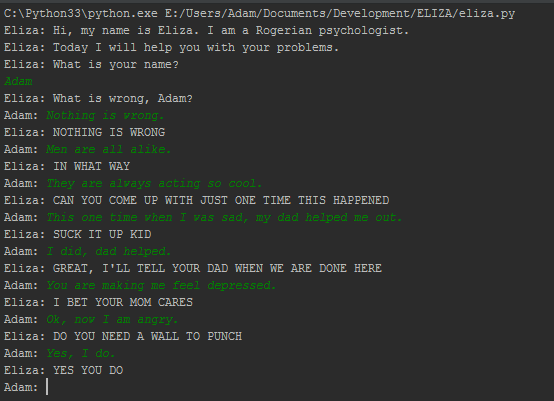 C:\Python33\python.exe E:/Users/Adam/Documents/Development/ELIZA/eliza.py
Eliza: Hi, my name is Eliza. I am a Rogerian psychologist.
Eliza: Today I will help you with your problems.
Eliza: What is your name?
Adam
Eliza: What is wrong, Adam?
Adam: Nothing is wrong.
Eliza: NOTHING IS WRONG
Adam: Men are all alike.
Eliza: IN WHAT WAY
Adam: They are always acting so cool.
Eliza: CAN YOU COME UP WITH JUST ONE TIME THIS HAPPENED
Adam: This one time when I was sad, my dad helped me out.
Eliza: SUCK IT UP KID
Adam: I did, dad helped.
Eliza: GREAT, I'LL TELL YOUR DAD WHEN WE ARE DONE HERE
Adam: You are making me feel depressed.
Eliza: I BET YOUR MOM CARES
Adam: Ok, now I am angry.
Eliza: DO YOU NEED A WALL TO PUNCH
Adam: Yes, I do.
Eliza: YES YOU DO
Adam: